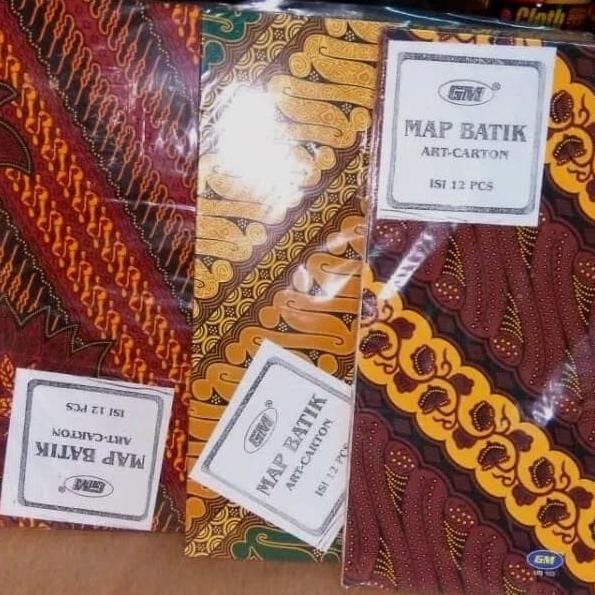 Cloth
GM®
MAP BATIK
ART-CARTON
ISI 12 PCS
GM
MAP BATIK
ART-CARTON
ISI 12 PCS
GM®
MAP BATIK
ART-CARTON
ISI 12 PCS
GM